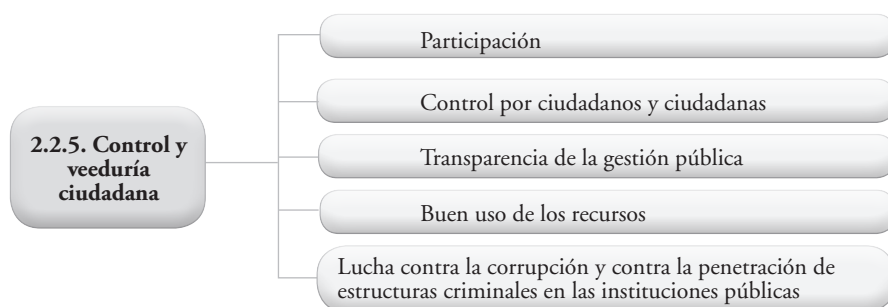 2.2.5. Control y
veeduría
ciudadana
Participación
Control por ciudadanos y ciudadanas
Transparencia de la gestión pública
Buen uso de los recursos
Lucha contra la corrupción y contra la penetración de
estructuras criminales en las instituciones públicas